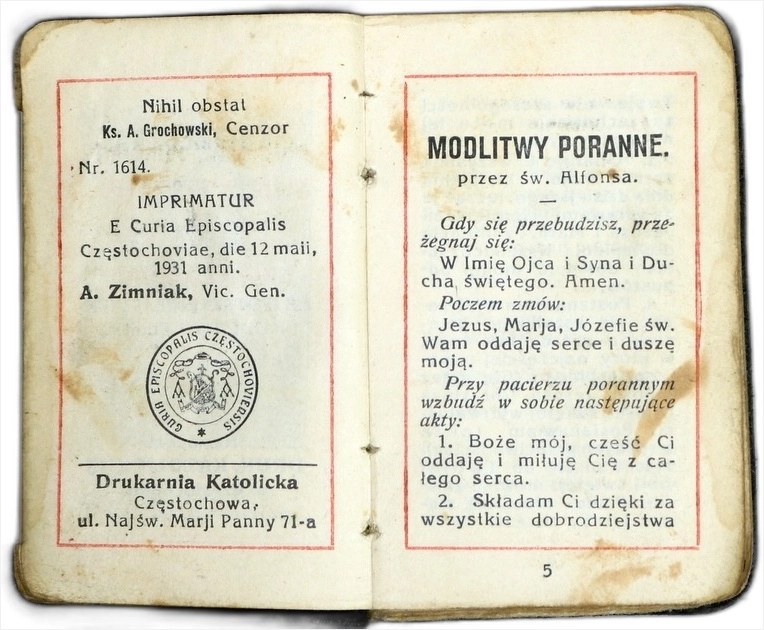 Nihil obstat
Ks. A. Grochowski, Cenzor
Nr. 1614.
IMPRIMATUR
E Curia Episcopalis
Częstochoviae, die 12 maii,
1931 anni.
A. Zimniak, Vic. Gen.
CURIA EPISCOPALIS CZĘSTOCHOVIENSIS
Drukarnia Katolicka
Częstochowa,
ul. Najśw. Marji Panny 71-a
MODLITWY PORANNE.
przez św. Alfonsa.
Gdy się przebudzisz, prze-
żegnaj się:
W Imię Ojca i Syna i Du-
cha świętego. Amen.
Poczem zmów:
Jezus, Marja, Józefie św.
Wam oddaję serce i duszę
moją.
Przy pacierzu porannym
wzbudź w sobie następujące
akty:
1. Boże mój, cześć Ci
oddaję i miłuję Cię z ca-
łego serca.
2. Składam Ci dzięki za
wszystkie dobrodziejstwa
5